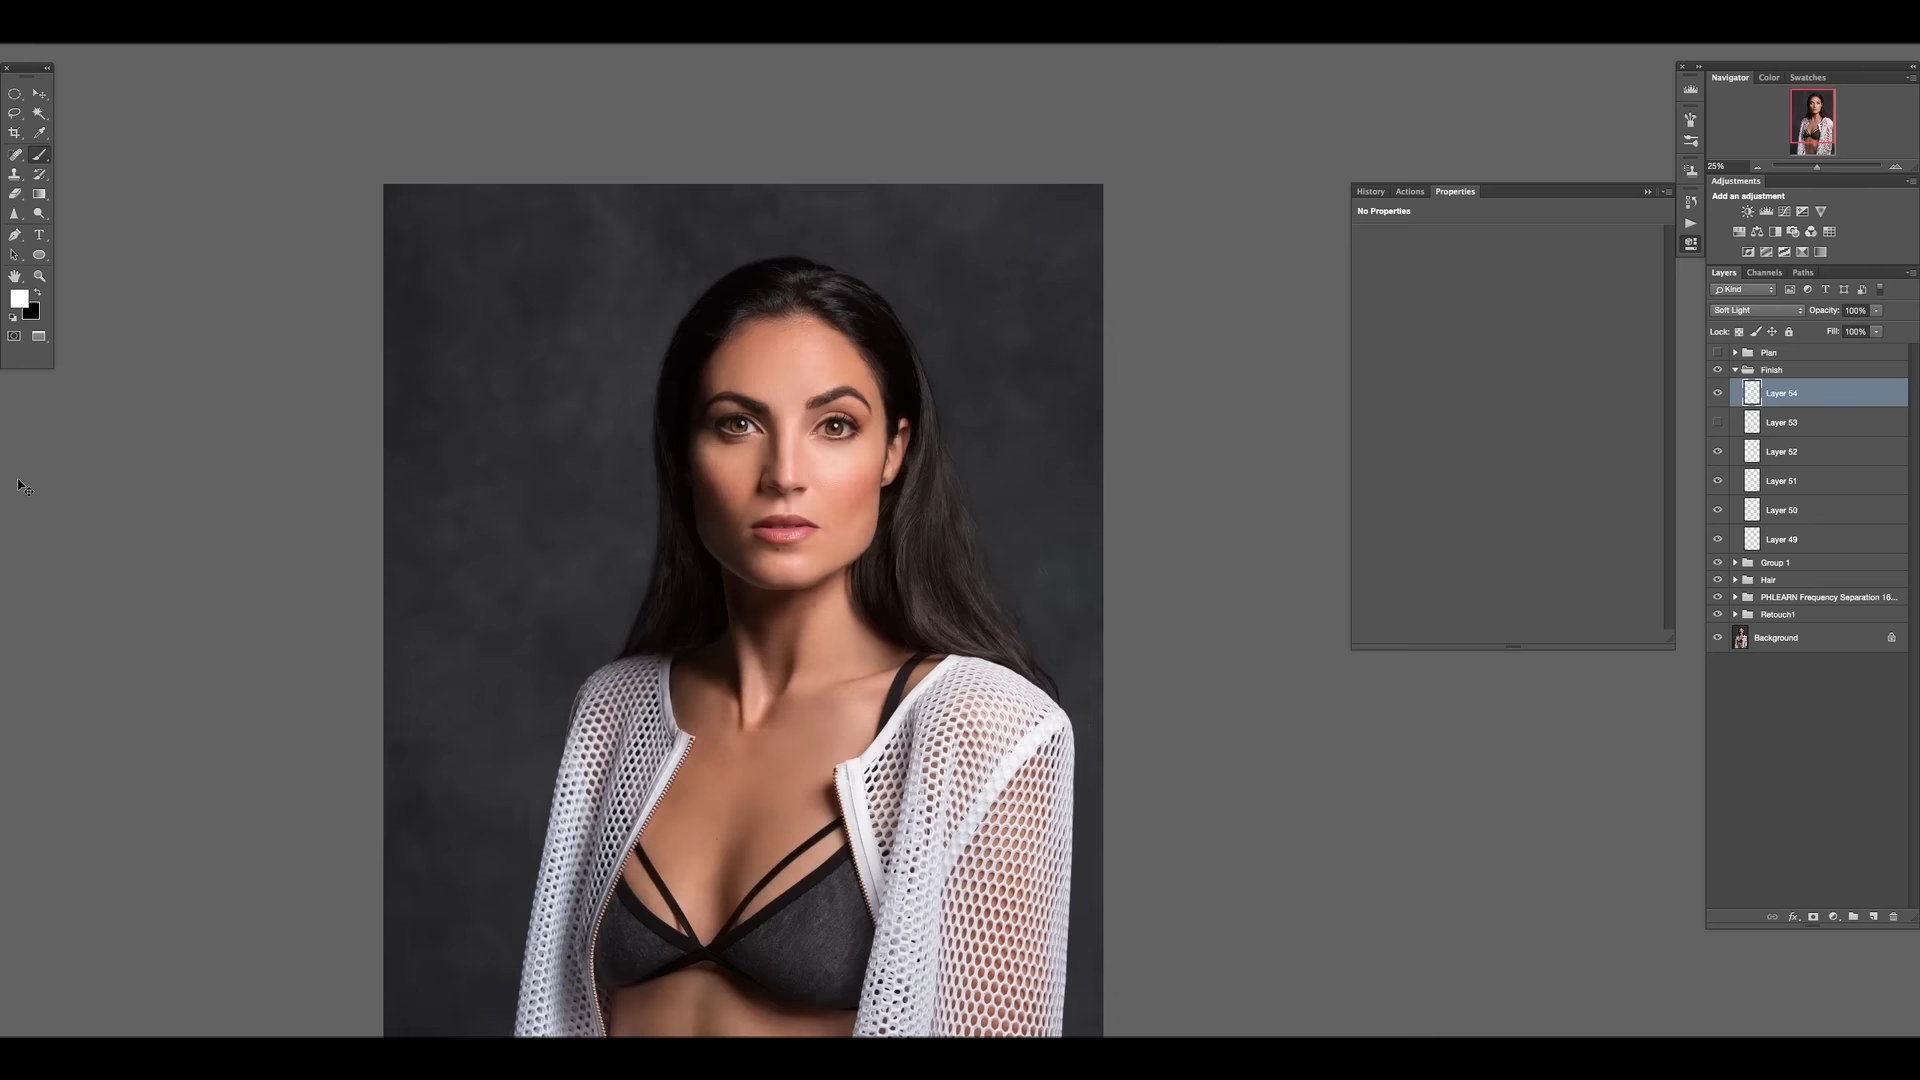 Navigator Color Swatches
25%
Adjustments
Add an adjustment
History Actions Properties
No Properties
Layers Channels Paths
Kind
Soft Light Opacity: 100%
Lock: Fill: 100%
Plan
Finish
Layer 54
Layer 53
Layer 52
Layer 51
Layer 50
Layer 49
Group 1
Hair
PHLEARN Frequency Separation 16...
Retouch1
Background